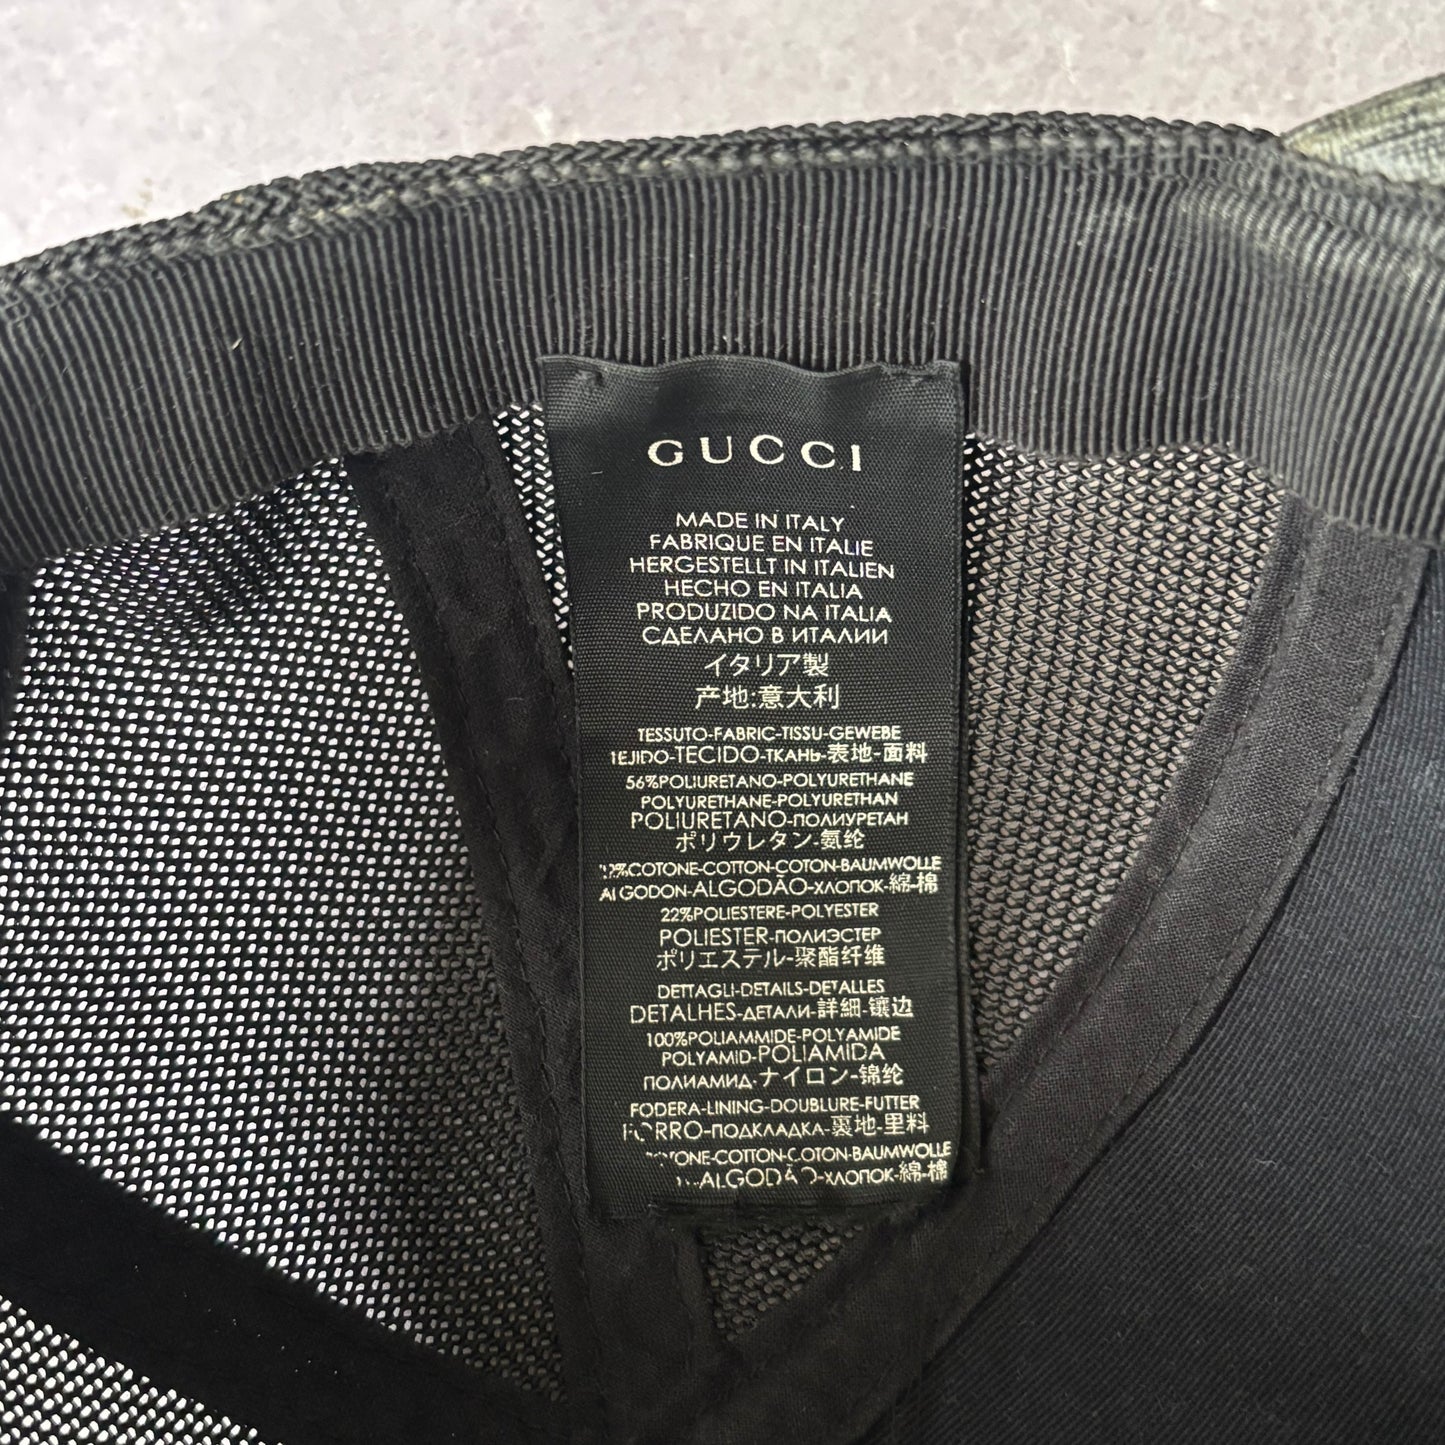 GUCCI
MADE IN ITALY
FABRIQUE EN ITALIE
HERGESTELLT IN ITALIEN
HECHO EN ITALIA
PRODUZIDO NA ITALIA
СДЕЛАНО В ИТАЛИИ
イタリア製
产地:意大利
TESSUTO-FABRIC-TISSU-GEWEBE
TEJIDO-TECIDO-ТКАНЬ-表地-面料
56%POLIURETANO-POLYURETHANE
POLYURETHANE-POLYURETHAN
POLIURETANO-ПОЛИУРЕТАН
ポリウレタン-氨纶
COTONE-COTTON-COTON-BAUMWOLLE
ALGODON-ALGODÃO-ХЛОПОК-綿-棉
22%POLIESTERE-POLYESTER
POLIESTER-ПОЛИЭСТЕР
ポリエステル-聚酯纤维
DETTAGLI-DETAILS-DETALLES
DETALHES-ДЕТАЛИ-詳細-镶边
100%POLIAMMIDE-POLYAMIDE
POLYAMID-POLIAMIDA
ПОЛИАМИД-ナイロン-锦纶
FODERA-LINING-DOUBLURE-FUTTER
FORRO-ПОДКЛАДКА-裏地-里料
COTTON-COTON-BAUMWOLLE
ALGODÃO-ХЛОПОК-綿-棉